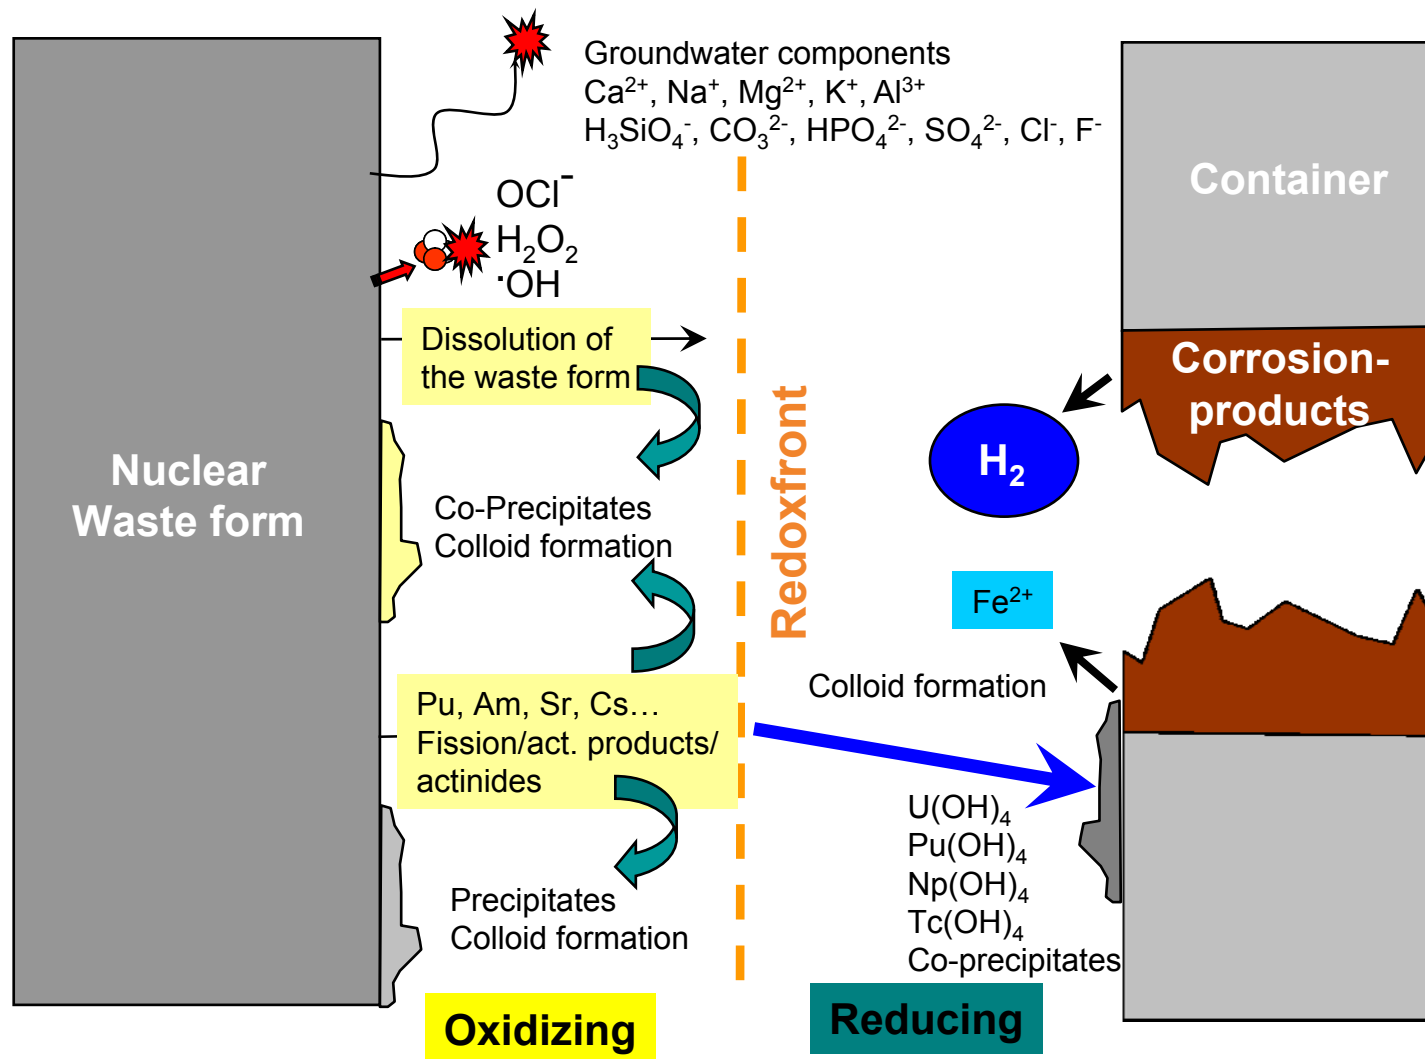 Groundwater components
Ca²⁺, Na⁺, Mg²⁺, K⁺, Al³⁺
H₃SiO₄⁻, CO₃²⁻, HPO₄²⁻, SO₄²⁻, Cl⁻, F⁻
Container
OCl⁻
H₂O₂
·OH
Dissolution of
the waste form
Corrosion-
products
Redoxfront
H₂
Nuclear
Waste form
Co-Precipitates
Colloid formation
Fe²⁺
Colloid formation
Pu, Am, Sr, Cs…
Fission/act. products/
actinides
U(OH)₄
Pu(OH)₄
Np(OH)₄
Tc(OH)₄
Co-precipitates
Precipitates
Colloid formation
Oxidizing
Reducing